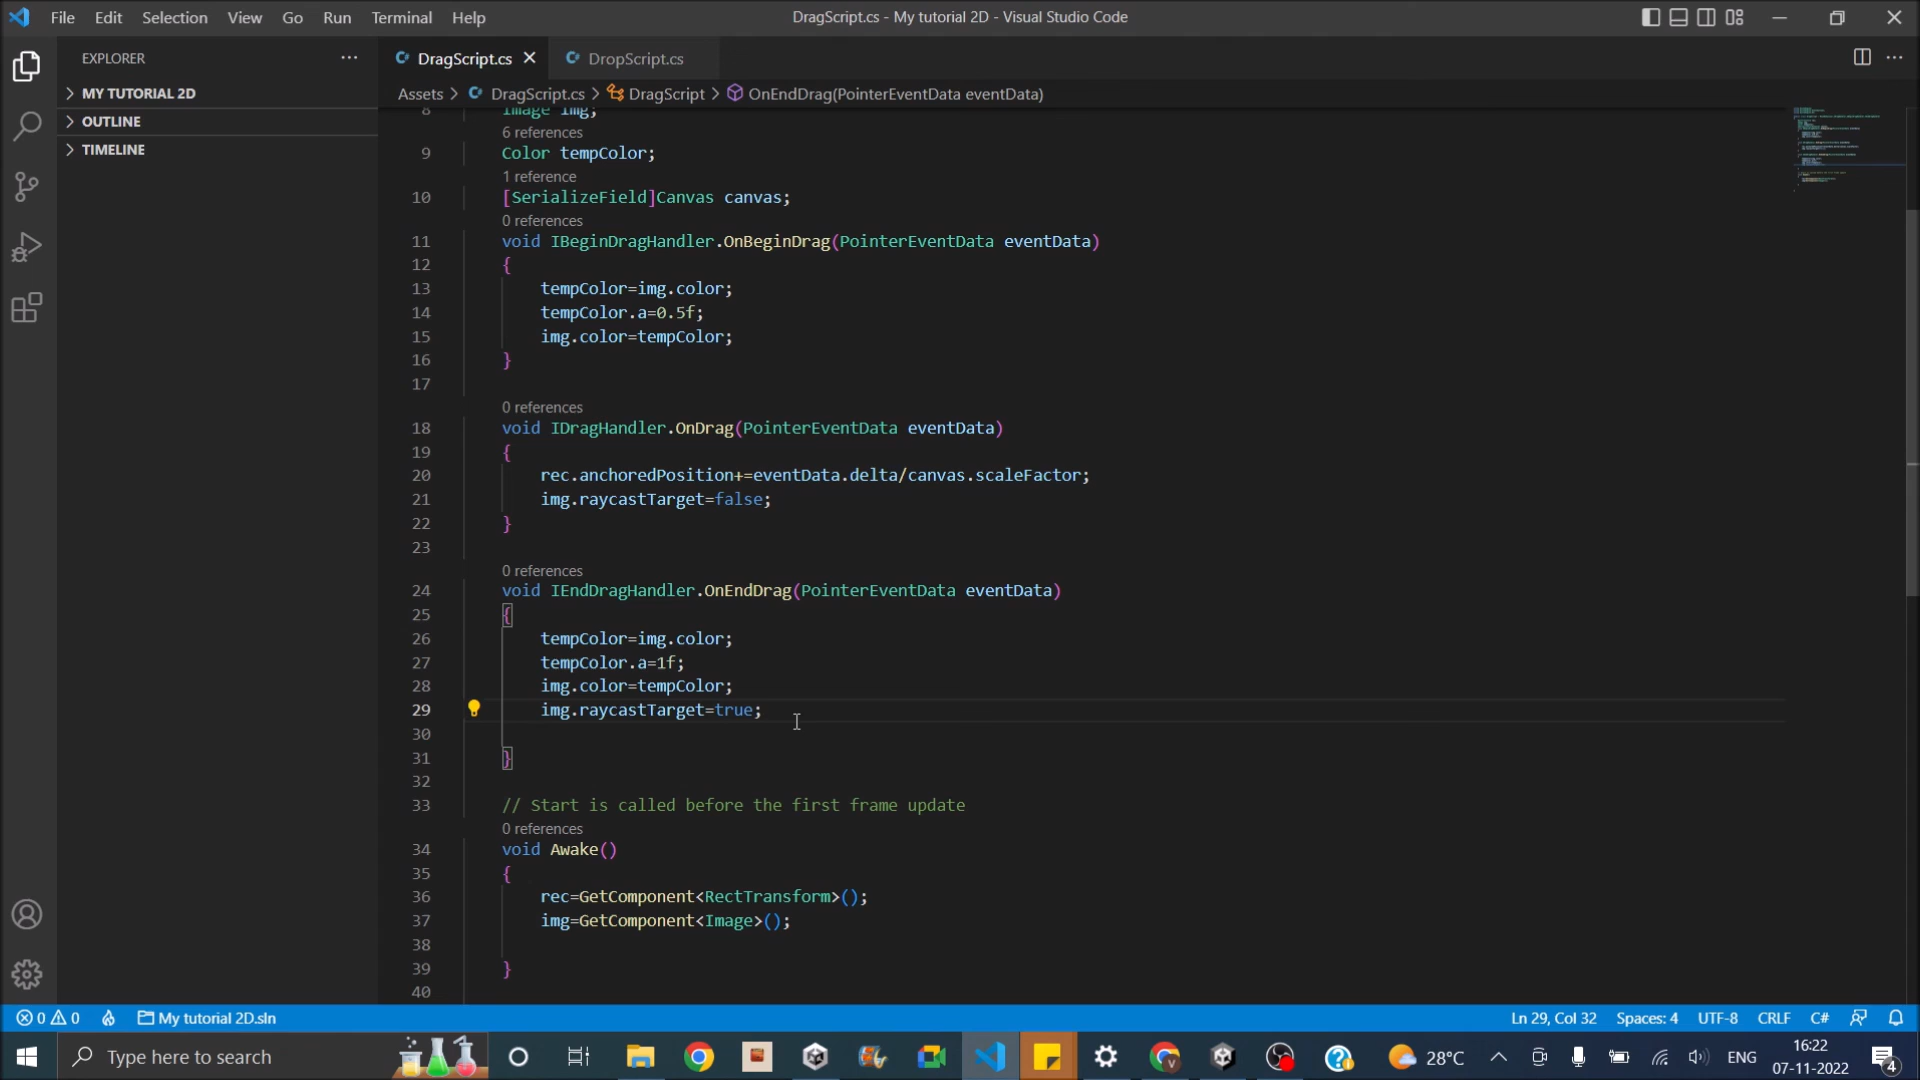 File Edit Selection View Go Run Terminal Help
DragScript.cs - My tutorial 2D - Visual Studio Code
EXPLORER
MY TUTORIAL 2D
OUTLINE
TIMELINE
DragScript.cs
DropScript.cs
Assets > DragScript.cs > DragScript > OnEndDrag(PointerEventData eventData)
8 Image img;
6 references
9 Color tempColor;
1 reference
10 [SerializeField]Canvas canvas;
0 references
11 void IBeginDragHandler.OnBeginDrag(PointerEventData eventData)
12 {
13 tempColor=img.color;
14 tempColor.a=0.5f;
15 img.color=tempColor;
16 }
17
0 references
18 void IDragHandler.OnDrag(PointerEventData eventData)
19 {
20 rec.anchoredPosition+=eventData.delta/canvas.scaleFactor;
21 img.raycastTarget=false;
22 }
23
0 references
24 void IEndDragHandler.OnEndDrag(PointerEventData eventData)
25 {
26 tempColor=img.color;
27 tempColor.a=1f;
28 img.color=tempColor;
29 img.raycastTarget=true;
30
31 }
32
33 // Start is called before the first frame update
0 references
34 void Awake()
35 {
36 rec=GetComponent<RectTransform>();
37 img=GetComponent<Image>();
38
39 }
40
0 0 My tutorial 2D.sln
Ln 29, Col 32 Spaces: 4 UTF-8 CRLF C#
Type here to search
28°C
ENG
16:22
07-11-2022
4